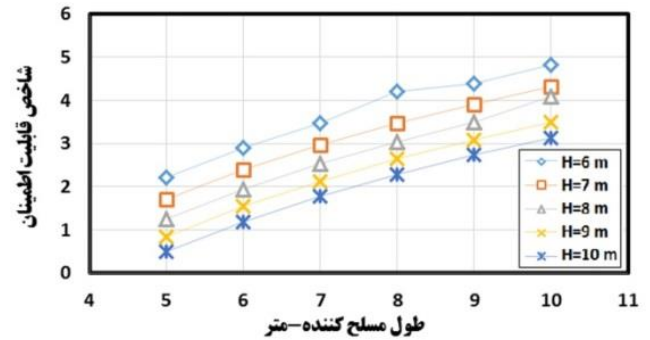 شاخص قابلیت اطمینان
6
5
4
3
2
1
0
4 5 6 7 8 9 10 11
طول مسلح کننده-متر
H=6 m
H=7 m
H=8 m
H=9 m
H=10 m